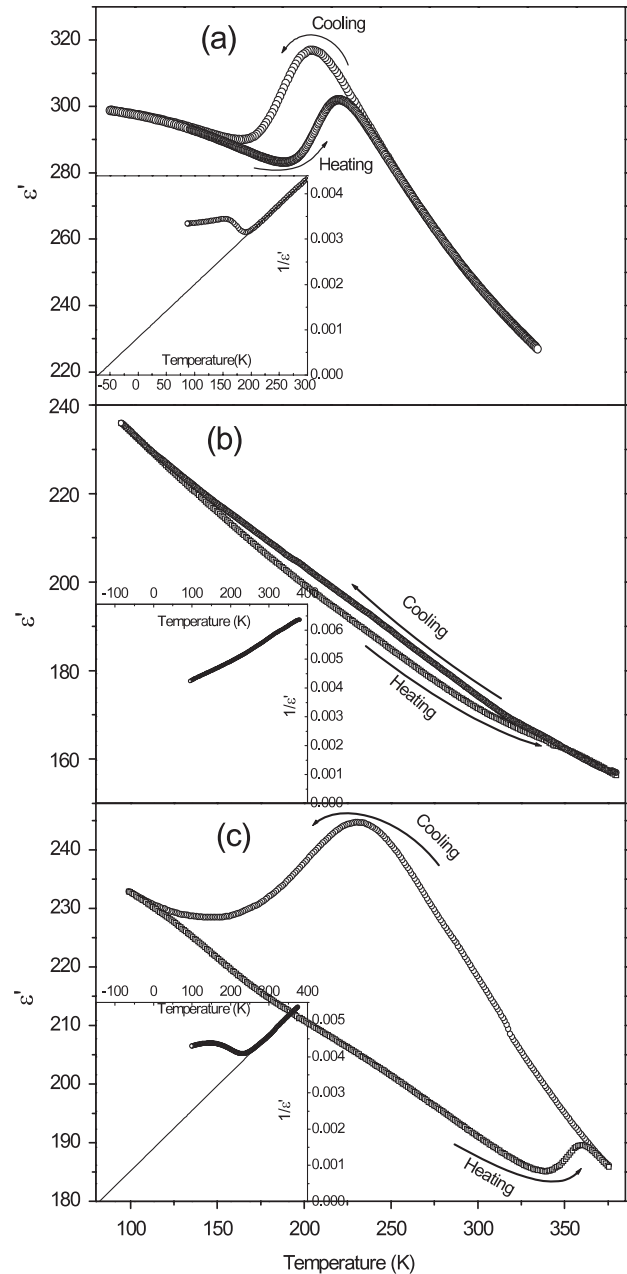 (a)
Cooling
Heating
ε'
320
300
280
260
240
220
0.004
0.003
0.002
0.001
0.000
1/ε'
Temperature(K)
-50 0 50 100 150 200 250 300
(b)
Cooling
Heating
ε'
240
220
200
180
160
-100 0 100 200 300 400
Temperature (K)
0.006
0.005
0.004
0.003
0.002
0.001
0.000
1/ε'
(c)
Cooling
Heating
ε'
240
230
220
210
200
190
180
-100 0 100 200 300 400
Temperature (K)
0.005
0.004
0.003
0.002
0.001
0.000
1/ε'
100 150 200 250 300 350
Temperature (K)